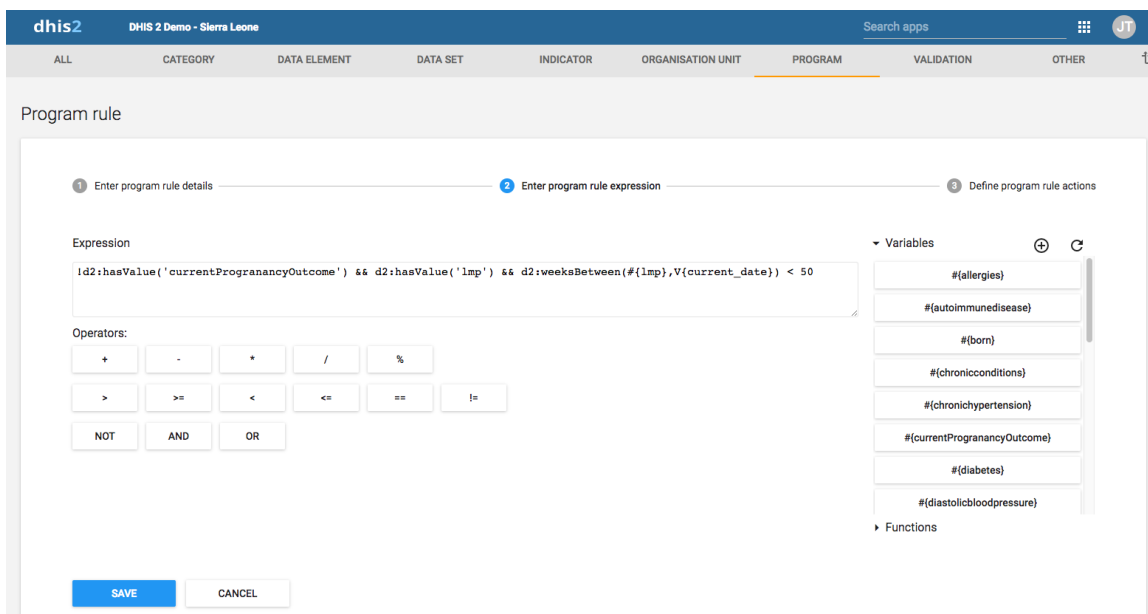 dhis2 DHIS 2 Demo - Sierra Leone Search apps JT
ALL CATEGORY DATA ELEMENT DATA SET INDICATOR ORGANISATION UNIT PROGRAM VALIDATION OTHER
Program rule
1 Enter program rule details 2 Enter program rule expression 3 Define program rule actions
Expression
!d2:hasValue('currentProgranancyOutcome') && d2:hasValue('lmp') && d2:weeksBetween(#{lmp},V{current_date}) < 50
Operators:
+ - * / %
> >= < <= == !=
NOT AND OR
Variables
#{allergies}
#{autoimmunedisease}
#{born}
#{chronicconditions}
#{chronichypertension}
#{currentProgranancyOutcome}
#{diabetes}
#{diastolicbloodpressure}
Functions
SAVE CANCEL